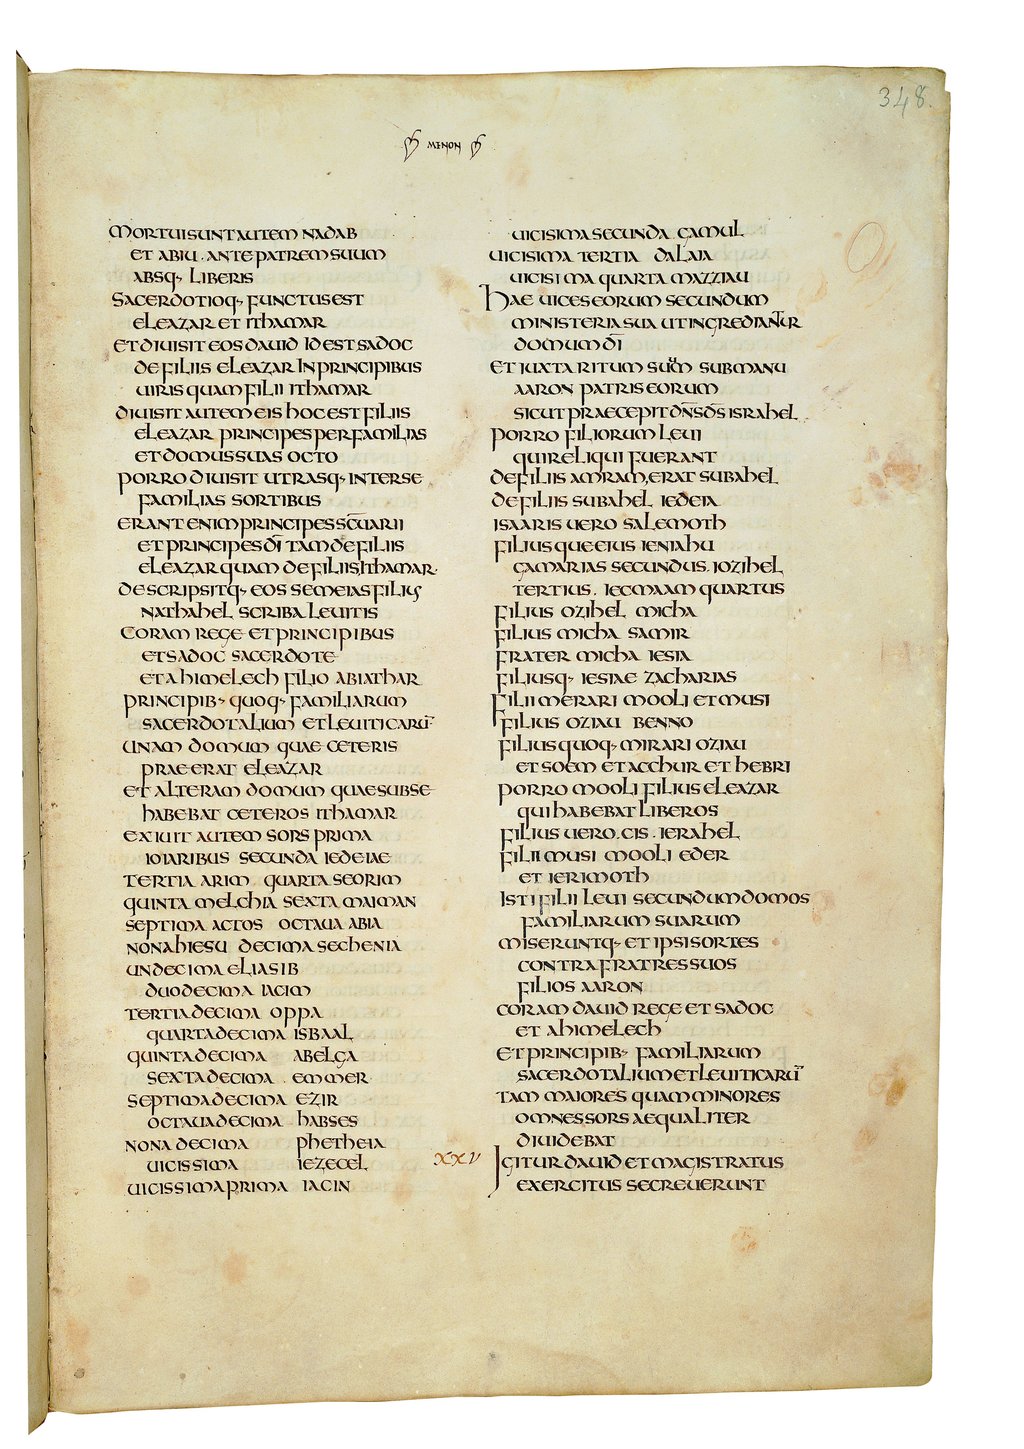 348.
MENON
MORTUI SUNT AUTEM NADAB
ET ABIU · ANTE PATREM SUUM
ABSQ· LIBERIS
SACERDOTIOQ· FUNCTUS EST
ELEAZAR ET ITHAMAR
ET DIUISIT EOS DAUID ID EST SADOC
DE FILIIS ELEAZAR IN PRINCIPIBUS
UIRIS QUAM FILII ITHAMAR
DIUISIT AUTEM EIS HOC EST FILIIS
ELEAZAR PRINCIPES PER FAMILIAS
ET DOMUS SUAS OCTO
PORRO DIUISIT UTRASQ· INTER SE
FAMILIAS SORTIBUS
ERANT ENIM PRINCIPES SC̅UARII
ET PRINCIPES DI̅ TAM DE FILIIS
ELEAZAR QUAM DE FILIIS ITHAMAR·
DESCRIPSITQ· EOS SEMEIAS FILIUS
NATHAHEL SCRIBA LEUITIS
CORAM REGE ET PRINCIPIBUS
ET SADOC SACERDOTE
ET AHIMELECH FILIO ABIATHAR
PRINCIPIB· QUOQ· FAMILIARUM
SACERDOTALIUM ET LEUITICARU̅
UNAM DOMUM QUAE CETERIS
PRAEERAT ELEAZAR
ET ALTERAM DOMUM QUAE SUB SE
HABEBAT CETEROS ITHAMAR
EXIUIT AUTEM SORS PRIMA
IOIARIBUS SECUNDA IEDEIAE
TERTIA ARIM QUARTA SEORIM
QUINTA MELCHIA SEXTA MAIMAN
SEPTIMA ACTOS OCTAUA ABIA
NONA HIESU DECIMA SECHENIA
UNDECIMA ELIASIB
DUODECIMA IACIM
TERTIADECIMA OPPA
QUARTADECIMA ISBAAL
QUINTADECIMA ABELGA
SEXTADECIMA EMMER
SEPTIMADECIMA EZIR
OCTAUADECIMA HABSES
NONADECIMA PHETHEIA
UICISSIMA IEZECEL
UICISSIMAPRIMA IACIN
UICISIMA SECUNDA GAMUL
UICISIMA TERTIA DALAIA
UICISIMA QUARTA MAZZIAU
HAE UICES EORUM SECUNDUM
MINISTERIA SUA UT INGREDIANTUR
DOMUM DI̅
ET IUXTA RITUM SUUM SUB MANU
AARON PATRIS EORUM
SICUT PRAECEPIT DN̅S DS̅ ISRAHEL
PORRO FILIORUM LEUI
QUI RELIQUI FUERANT
DE FILIIS AMRAM, ERAT SUBAHEL
DE FILIIS SUBAHEL IEDEIA
ISAARIS UERO SALEMOTH
FILIUSQUE EIUS IENIAHU
GAMARIAS SECUNDUS · IOZIHEL
TERTIUS · IECMAAM QUARTUS
FILIUS OZIHEL MICHA
FILIUS MICHA SAMIR
FRATER MICHA IESIA
FILIUSQ· IESIAE ZACHARIAS
FILII MERARI MOOLI ET MUSI
FILIUS OZIAU BENNO
FILIUS QUOQ· MIRARI OZIAU
ET SOEM ET ACCHUR ET HEBRI
PORRO MOOLI FILIUS ELEAZAR
QUI HABEBAT LIBEROS
FILIUS UERO · CIS · IERAHEL
FILII MUSI MOOLI EDER
ET IERIMOTH
ISTI FILII LEUI SECUNDUM DOMOS
FAMILIARUM SUARUM
MISERUNTQ· ET IPSI SORTES
CONTRA FRATRES SUOS
FILIOS AARON
CORAM DAUID REGE ET SADOC
ET AHIMELECH
ET PRINCIPIB· FAMILIARUM
SACERDOTALIUM ET LEUITICARU̅
TAM MAIORES QUAM MINORES
OMNES SORS AEQUALITER
DIUIDEBAT
XXV IGITUR DAUID ET MAGISTRATUS
EXERCITUS SECREUERUNT